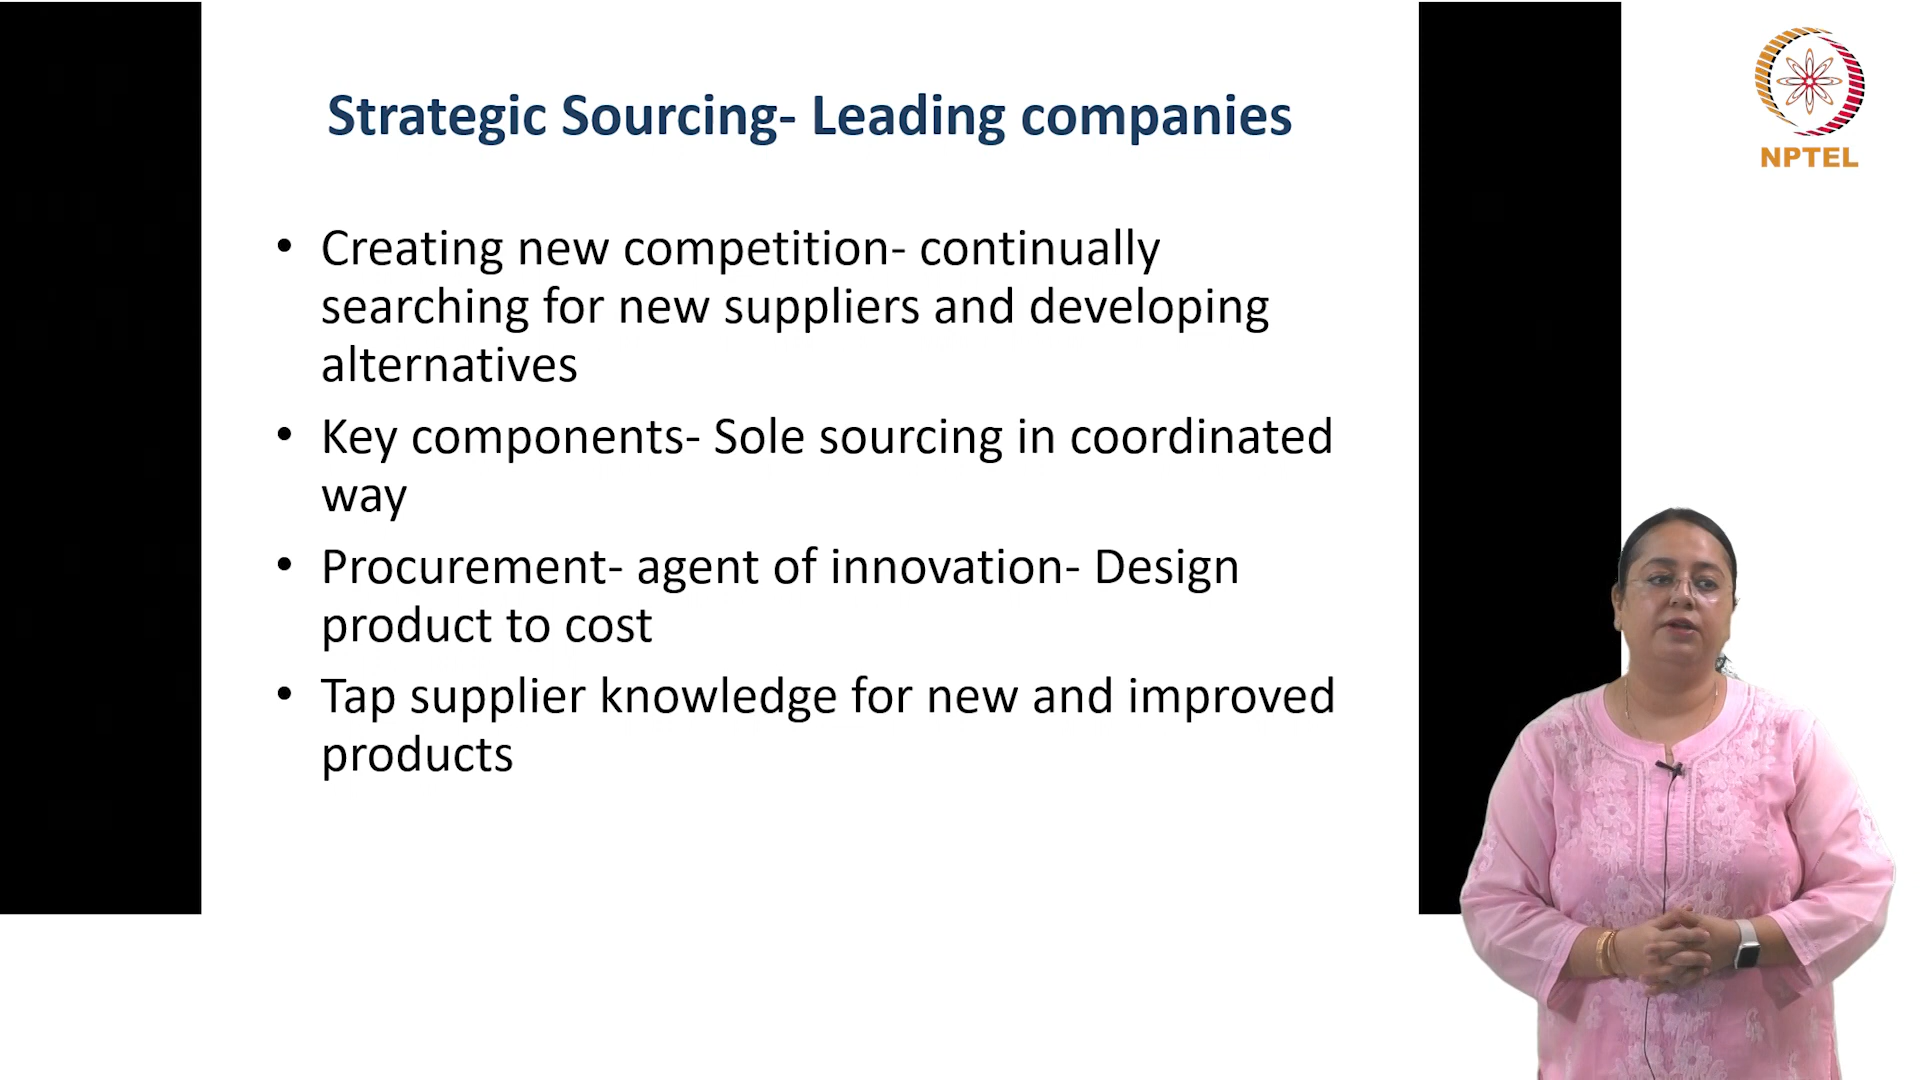 Strategic Sourcing- Leading companies
NPTEL
• Creating new competition- continually
searching for new suppliers and developing
alternatives
• Key components- Sole sourcing in coordinated
way
• Procurement- agent of innovation- Design
product to cost
• Tap supplier knowledge for new and improved
products